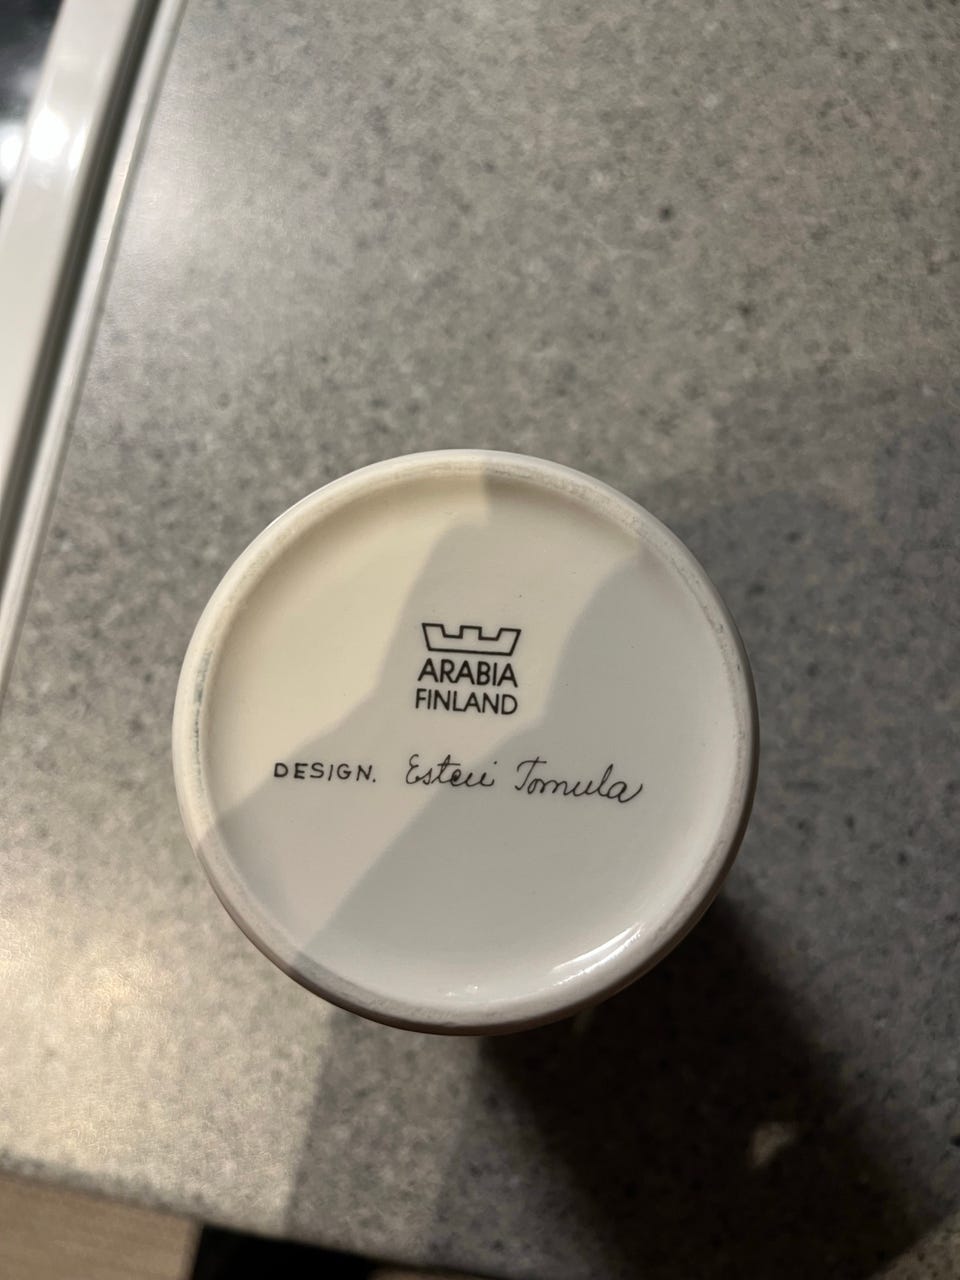 ARABIA
FINLAND
DESIGN. Esteri Tomula